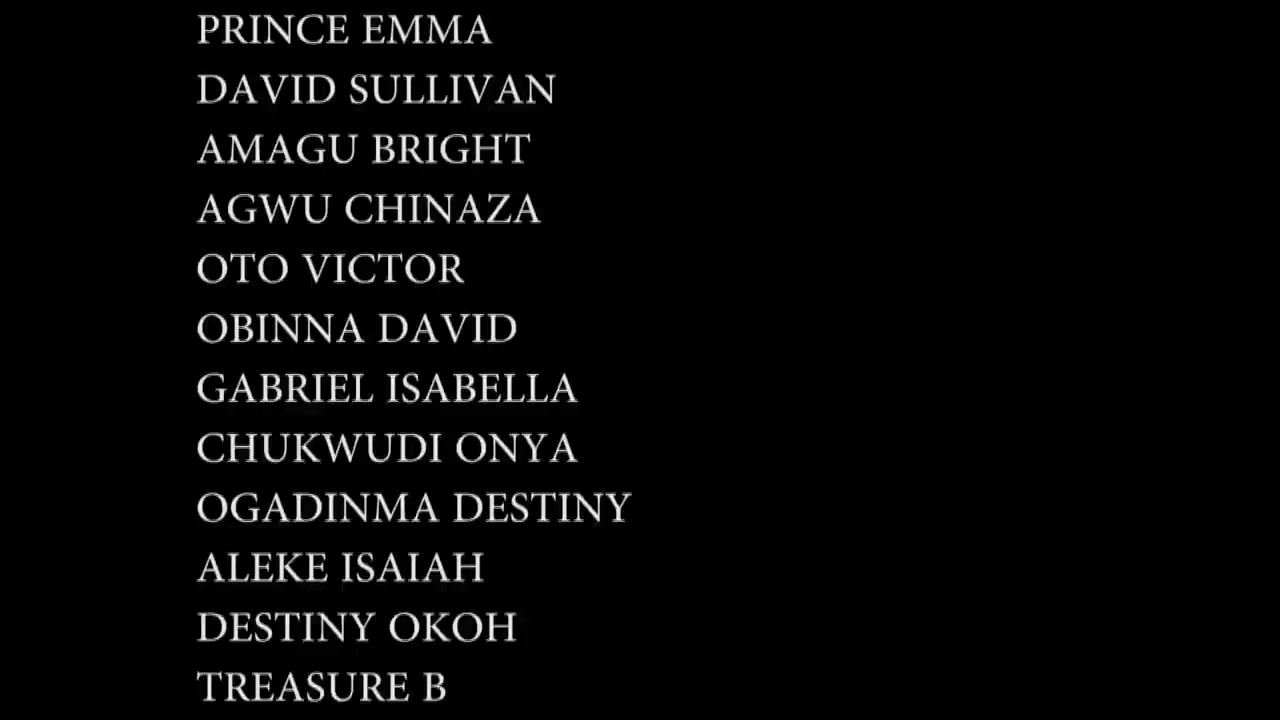 PRINCE EMMA
DAVID SULLIVAN
AMAGU BRIGHT
AGWU CHINAZA
OTO VICTOR
OBINNA DAVID
GABRIEL ISABELLA
CHUKWUDI ONYA
OGADINMA DESTINY
ALEKE ISAIAH
DESTINY OKOH
TREASURE B